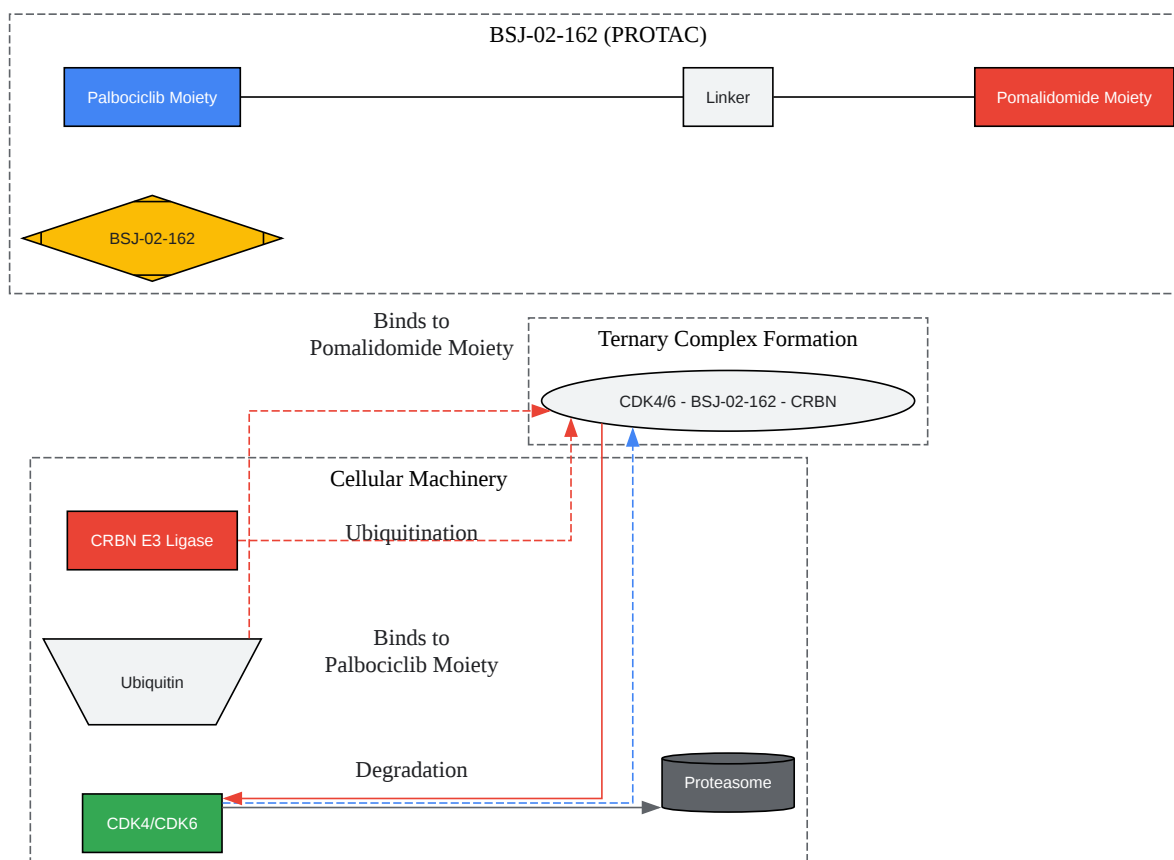 BSJ-02-162 (PROTAC)
Palbociclib Moiety
Linker
Pomalidomide Moiety
BSJ-02-162
Binds to
Pomalidomide Moiety
Ternary Complex Formation
CDK4/6 - BSJ-02-162 - CRBN
Cellular Machinery
CRBN E3 Ligase
Ubiquitination
Binds to
Palbociclib Moiety
Ubiquitin
Degradation
Proteasome
CDK4/CDK6